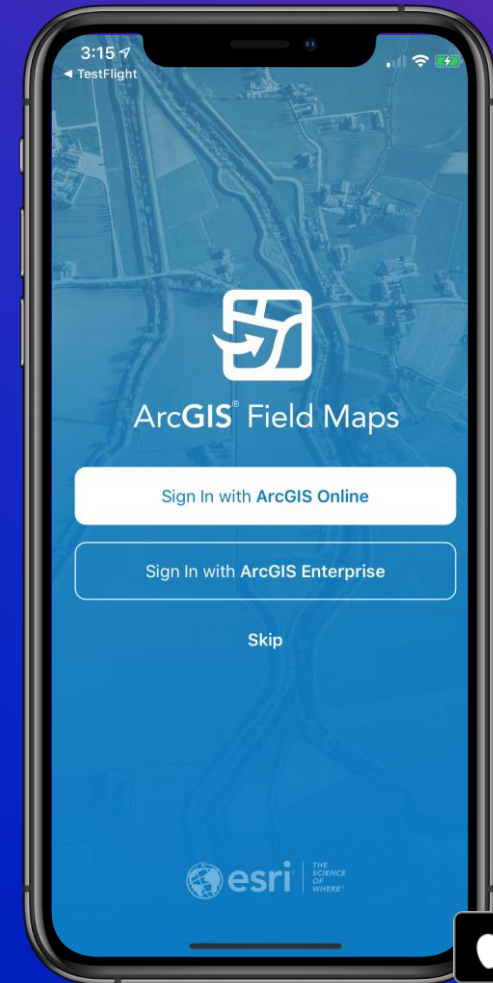 3:15
◀ TestFlight
ArcGIS® Field Maps
Sign In with ArcGIS Online
Sign In with ArcGIS Enterprise
Skip
esri
THE
SCIENCE
OF
WHERE®